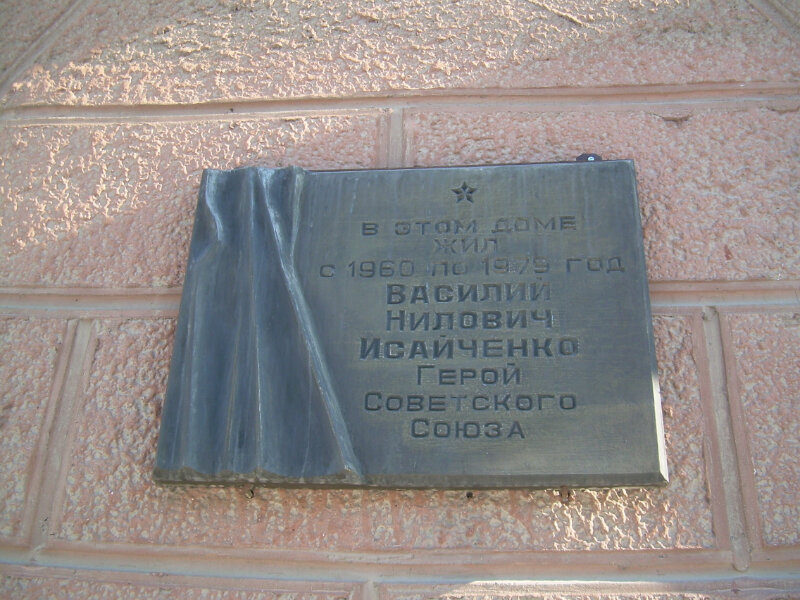 В ЭТОМ ДОМЕ
ЖИЛ
С 1960 ПО 1979 ГОД
ВАСИЛИЙ
НИЛОВИЧ
ИСАЙЧЕНКО
ГЕРОЙ
СОВЕТСКОГО
СОЮЗА